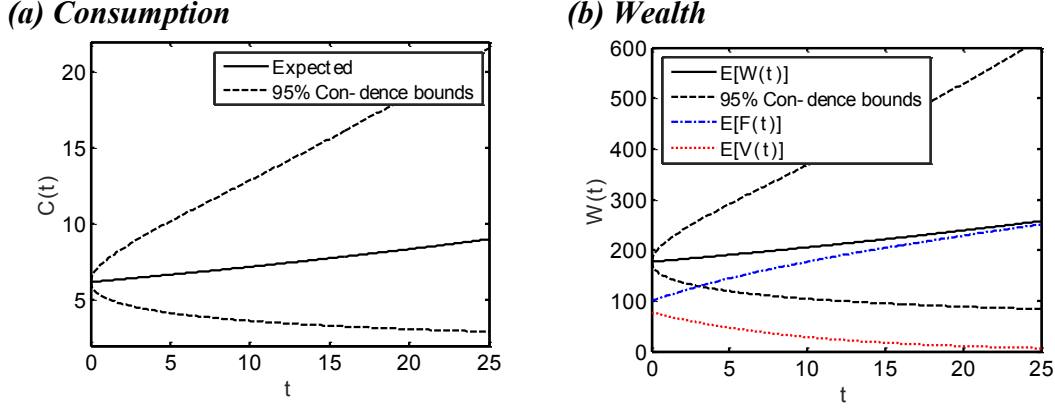 (a) Consumption
20
15
10
5
0
5
10
15
20
25
C(t)
t
Expected
95% Con- dence bounds
(b) Wealth
600
500
400
300
200
100
0
0
5
10
15
20
25
W(t)
t
E[W(t)]
95% Con- dence bounds
E[F(t)]
E[V(t)]